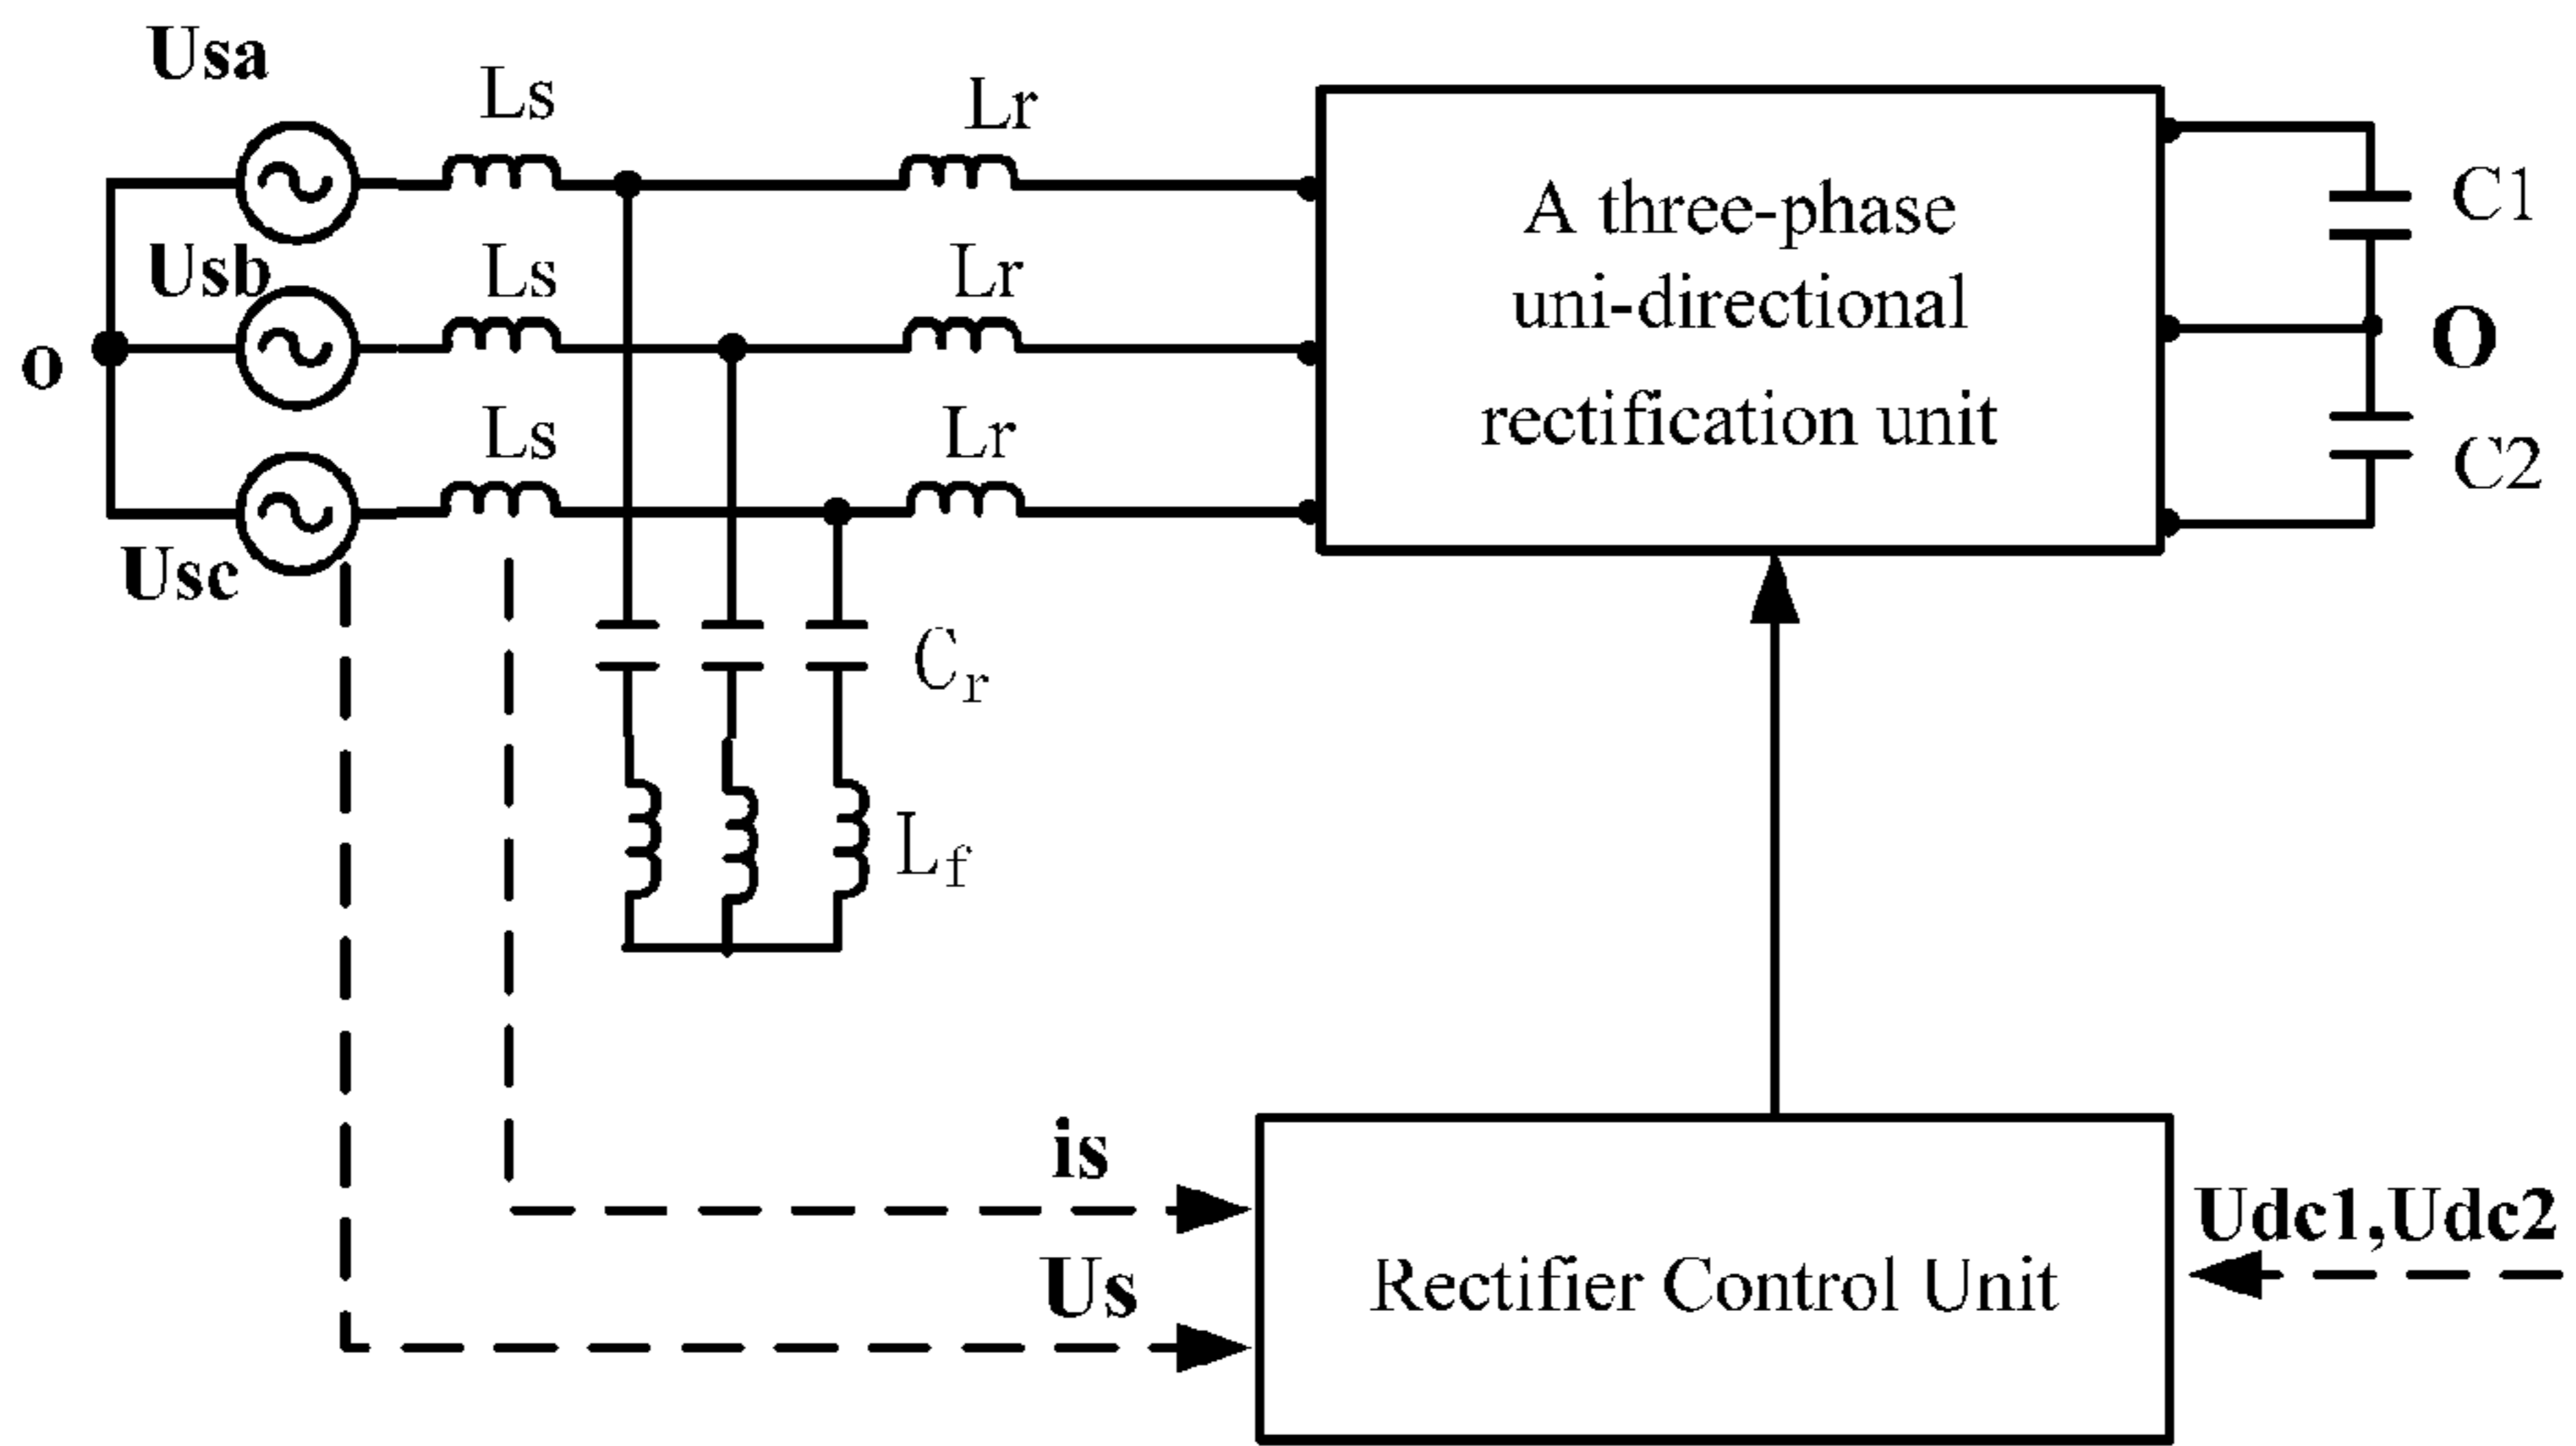 Usa
Ls
Lr
Usb
Ls
Lr
o
Usc
Ls
Lr
A three-phase
uni-directional
rectification unit
C1
O
C2
Cr
Lf
is
Us
Rectifier Control Unit
Udc1,Udc2